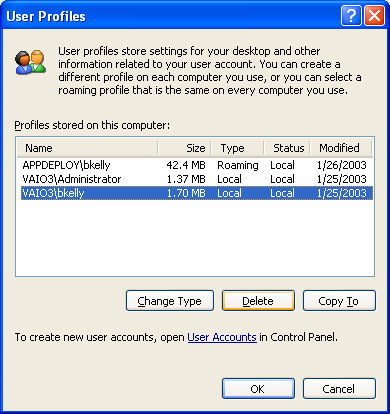 User Profiles
User profiles store settings for your desktop and other
information related to your user account. You can create a
different profile on each computer you use, or you can select a
roaming profile that is the same on every computer you use.
Profiles stored on this computer:
Name Size Type Status Modified
APPDEPLOY\bkelly 42.4 MB Roaming Local 1/26/2003
VAIO3\Administrator 1.37 MB Local Local 1/25/2003
VAIO3\bkelly 1.70 MB Local Local 1/25/2003
Change Type Delete Copy To
To create new user accounts, open User Accounts in Control Panel.
OK Cancel